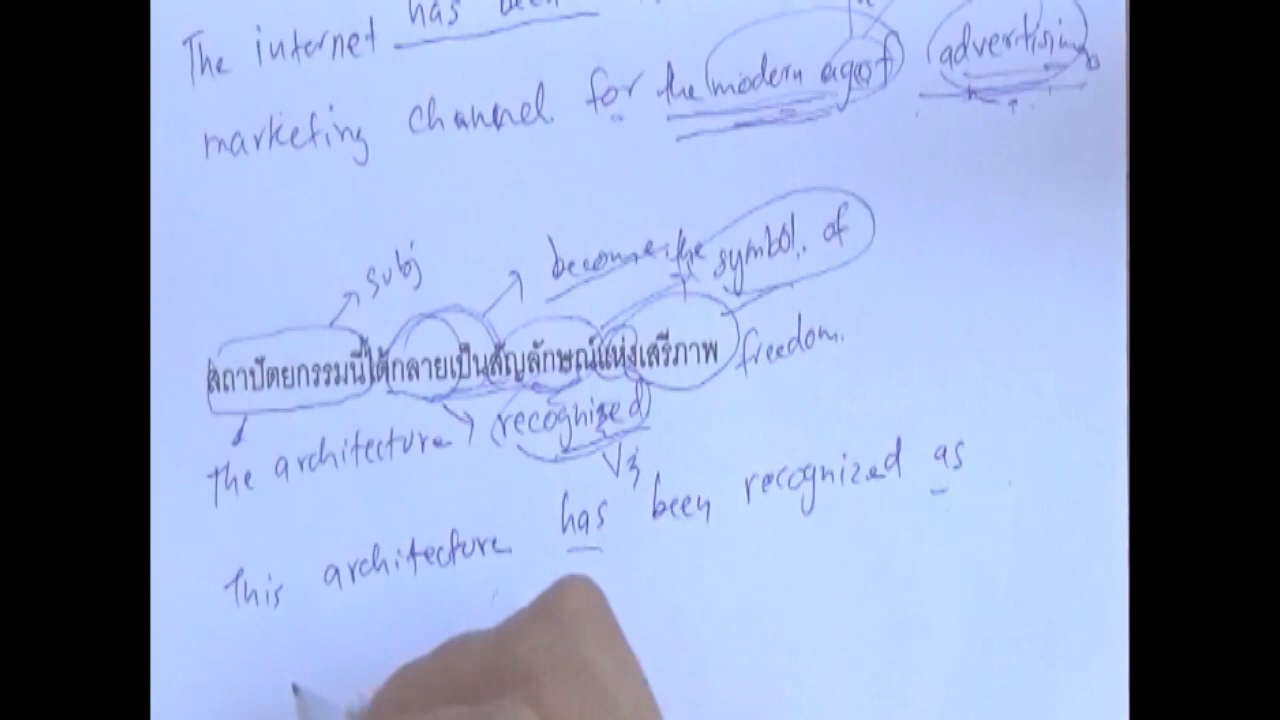 The internet has been
marketing channel for the modern age of advertising
subj become the symbol of
สถาปัตยกรรมนี้ได้กลายเป็นสัญลักษณ์แห่งเสรีภาพ freedom.
the architecture recognized
V3
This architecture has been recognized as